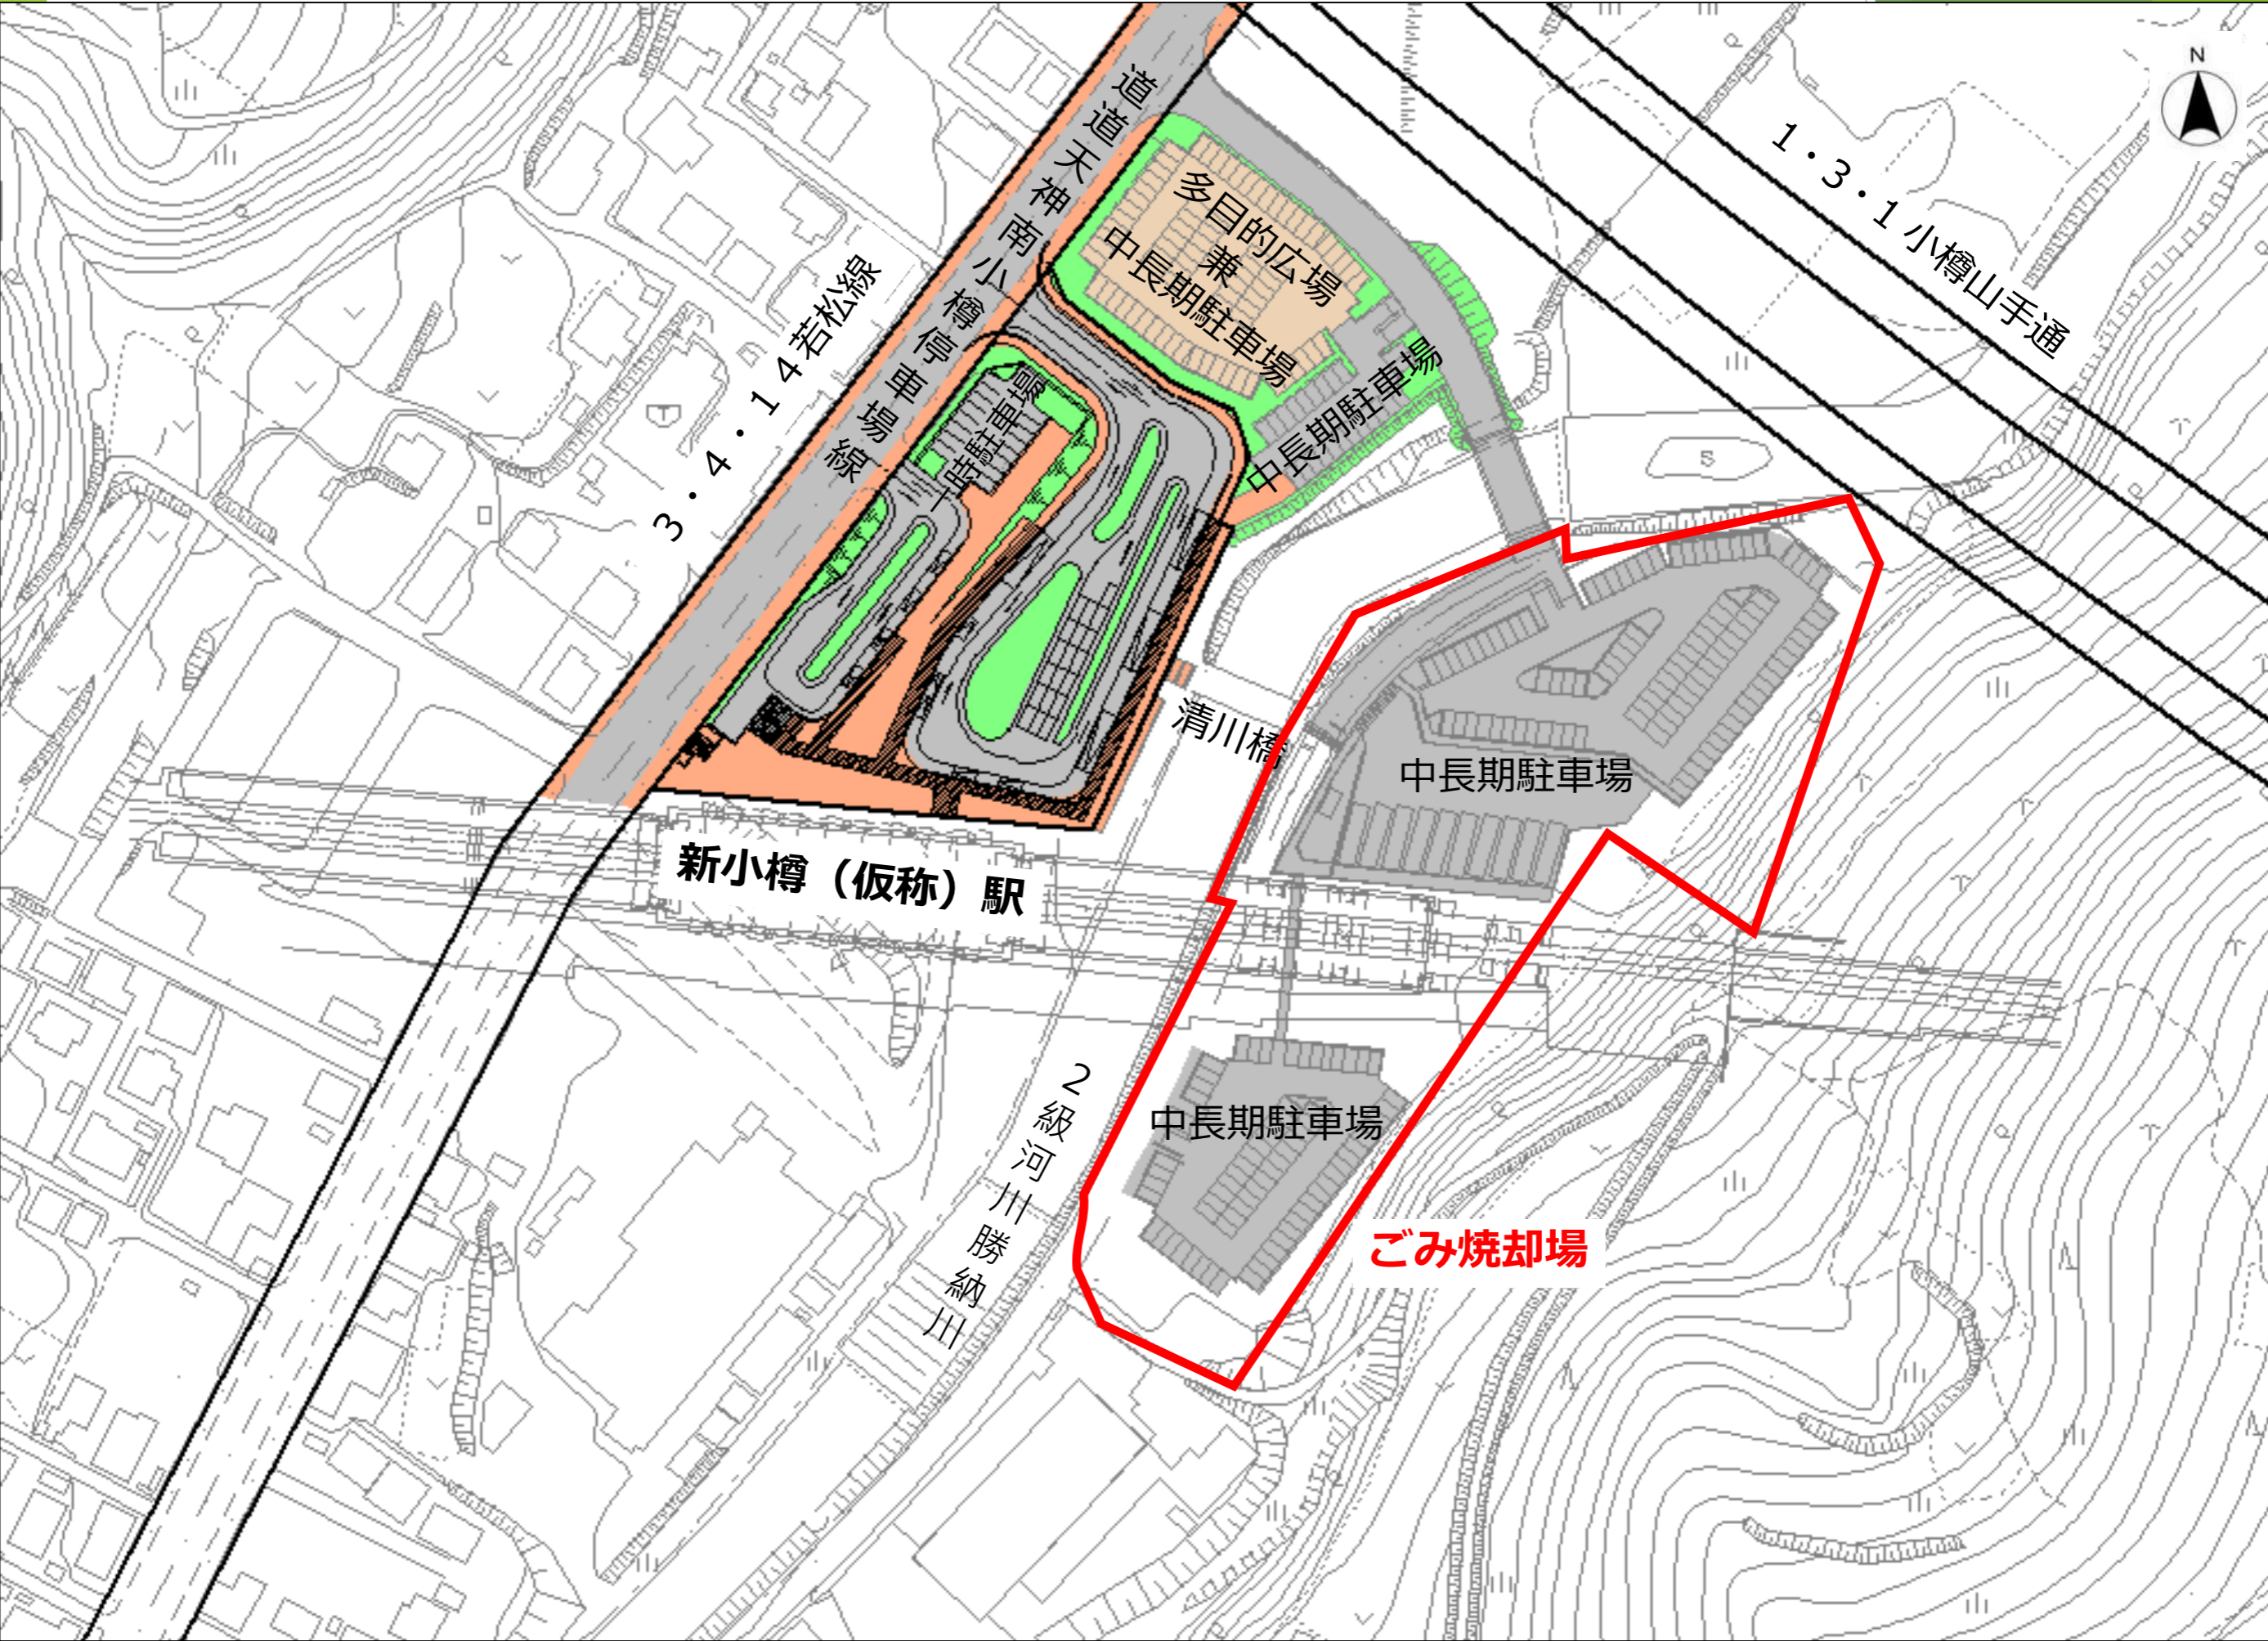 N
道道天神南小樽停車場線
1・3・1 小樽山手通
多目的広場
兼
中長期駐車場
3・4・14 若松線
一時駐車場
中長期駐車場
S
清川橋
中長期駐車場
新小樽（仮称）駅
2級河川勝納川
中長期駐車場
ごみ焼却場